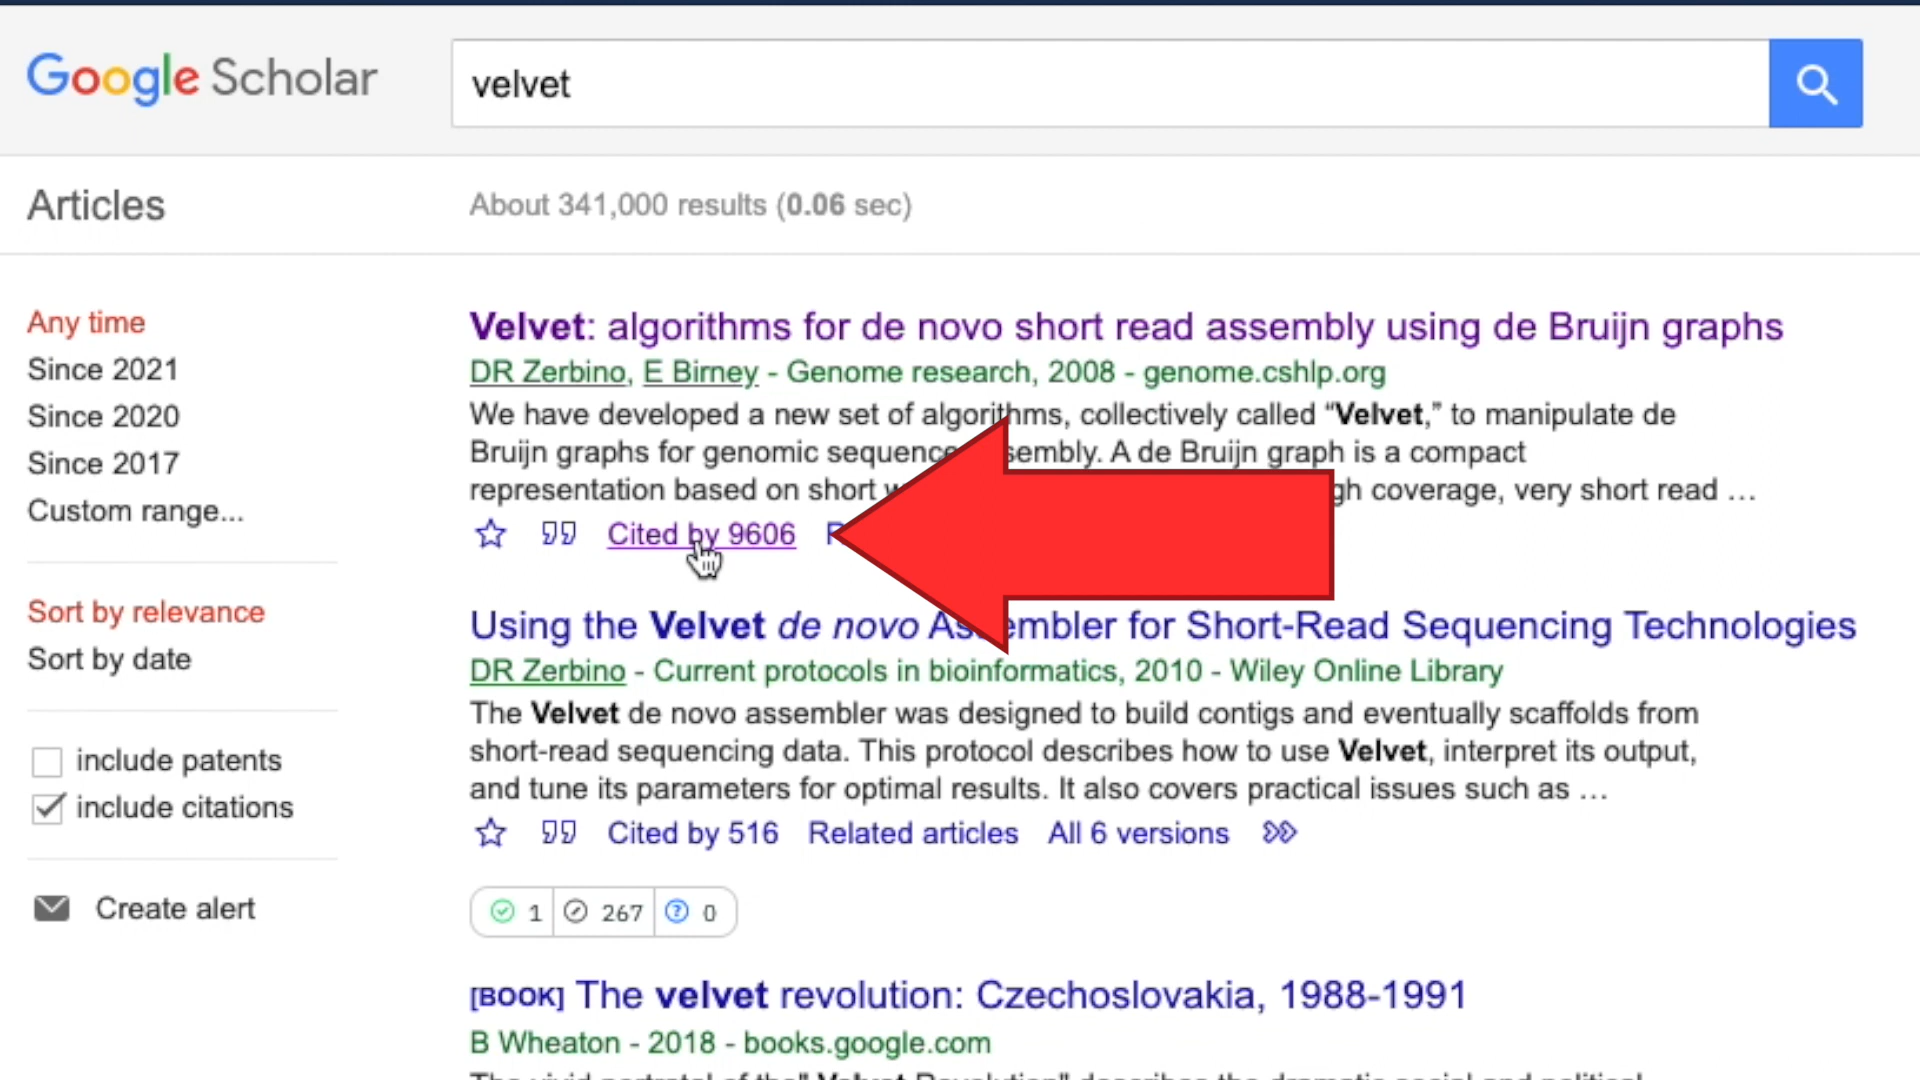 Google Scholar
velvet
Articles
About 341,000 results (0.06 sec)
Any time
Since 2021
Since 2020
Since 2017
Custom range...
Sort by relevance
Sort by date
include patents
include citations
Create alert
Velvet: algorithms for de novo short read assembly using de Bruijn graphs
DR Zerbino, E Birney - Genome research, 2008 - genome.cshlp.org
We have developed a new set of algorithms, collectively called “Velvet,” to manipulate de
Bruijn graphs for genomic sequence assembly. A de Bruijn graph is a compact
representation based on short gh coverage, very short read …
Cited by 9606
Using the Velvet de novo Assembler for Short-Read Sequencing Technologies
DR Zerbino - Current protocols in bioinformatics, 2010 - Wiley Online Library
The Velvet de novo assembler was designed to build contigs and eventually scaffolds from
short-read sequencing data. This protocol describes how to use Velvet, interpret its output,
and tune its parameters for optimal results. It also covers practical issues such as …
Cited by 516 Related articles All 6 versions
1 267 0
[BOOK] The velvet revolution: Czechoslovakia, 1988-1991
B Wheaton - 2018 - books.google.com